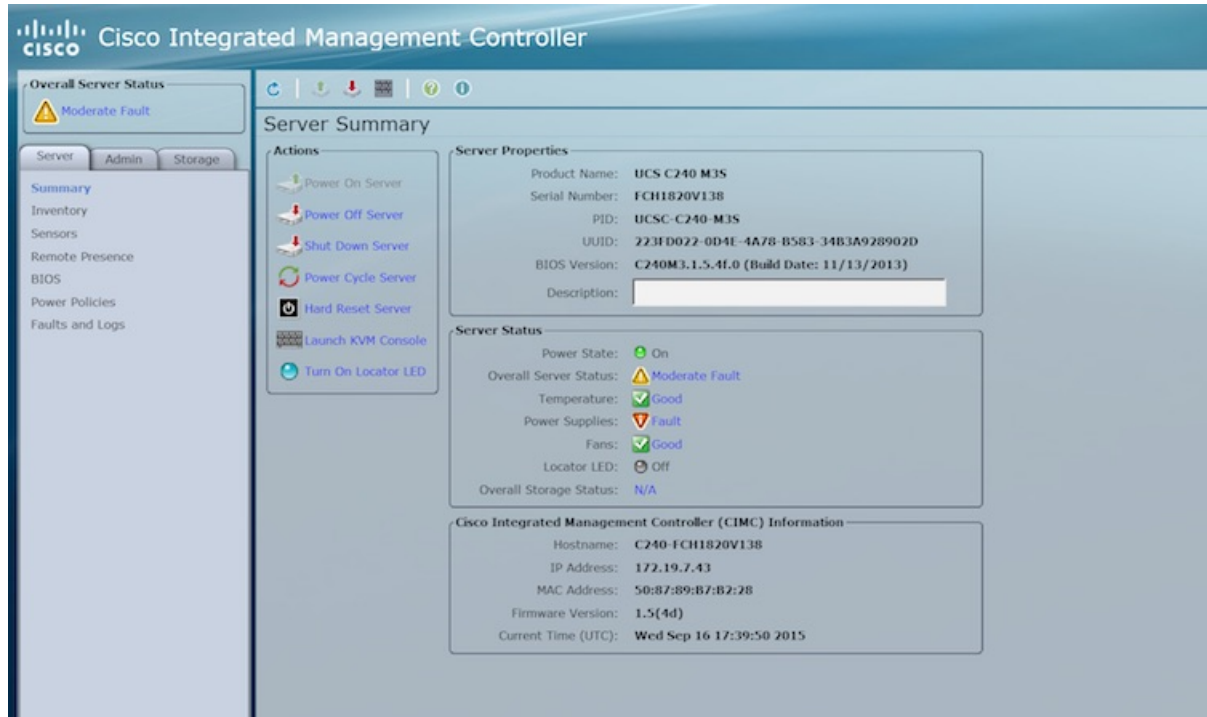 CISCO Cisco Integrated Management Controller
Overall Server Status
Moderate Fault
Server Admin Storage
Summary
Inventory
Sensors
Remote Presence
BIOS
Power Policies
Faults and Logs
Server Summary
Actions
Power On Server
Power Off Server
Shut Down Server
Power Cycle Server
Hard Reset Server
Launch KVM Console
Turn On Locator LED
Server Properties
Product Name: UCS C240 M3S
Serial Number: FCH1820V138
PID: UCSC-C240-M3S
UUID: 223FD022-0D4E-4A78-B583-34B3A928902D
BIOS Version: C240M3.1.5.4f.0 (Build Date: 11/13/2013)
Description:
Server Status
Power State: On
Overall Server Status: Moderate Fault
Temperature: Good
Power Supplies: Fault
Fans: Good
Locator LED: Off
Overall Storage Status: N/A
Cisco Integrated Management Controller (CIMC) Information
Hostname: C240-FCH1820V138
IP Address: 172.19.7.43
MAC Address: 50:87:89:B7:B2:28
Firmware Version: 1.5(4d)
Current Time (UTC): Wed Sep 16 17:39:50 2015